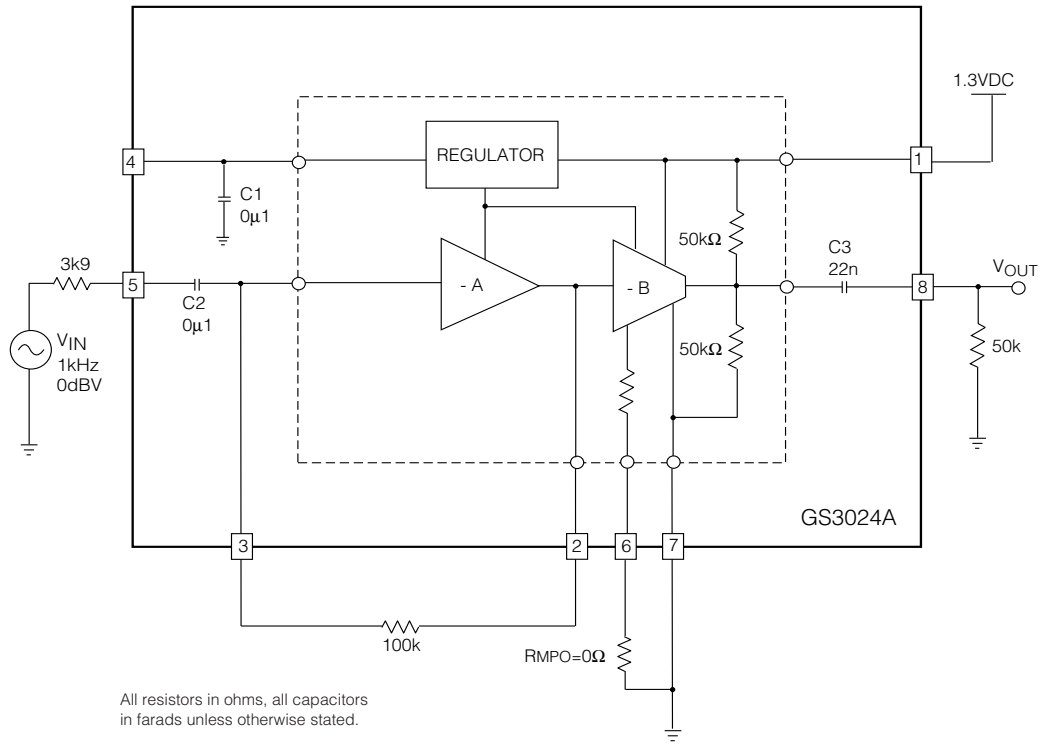 1.3VDC
4
REGULATOR
1
C1
0µ1
50kΩ
C3
22n
3k9
5
C2
0µ1
- A
- B
8
VOUT
VIN
1kHz
0dBV
50kΩ
50k
GS3024A
3
2
6
7
100k
RMPO=0Ω
All resistors in ohms, all capacitors
in farads unless otherwise stated.